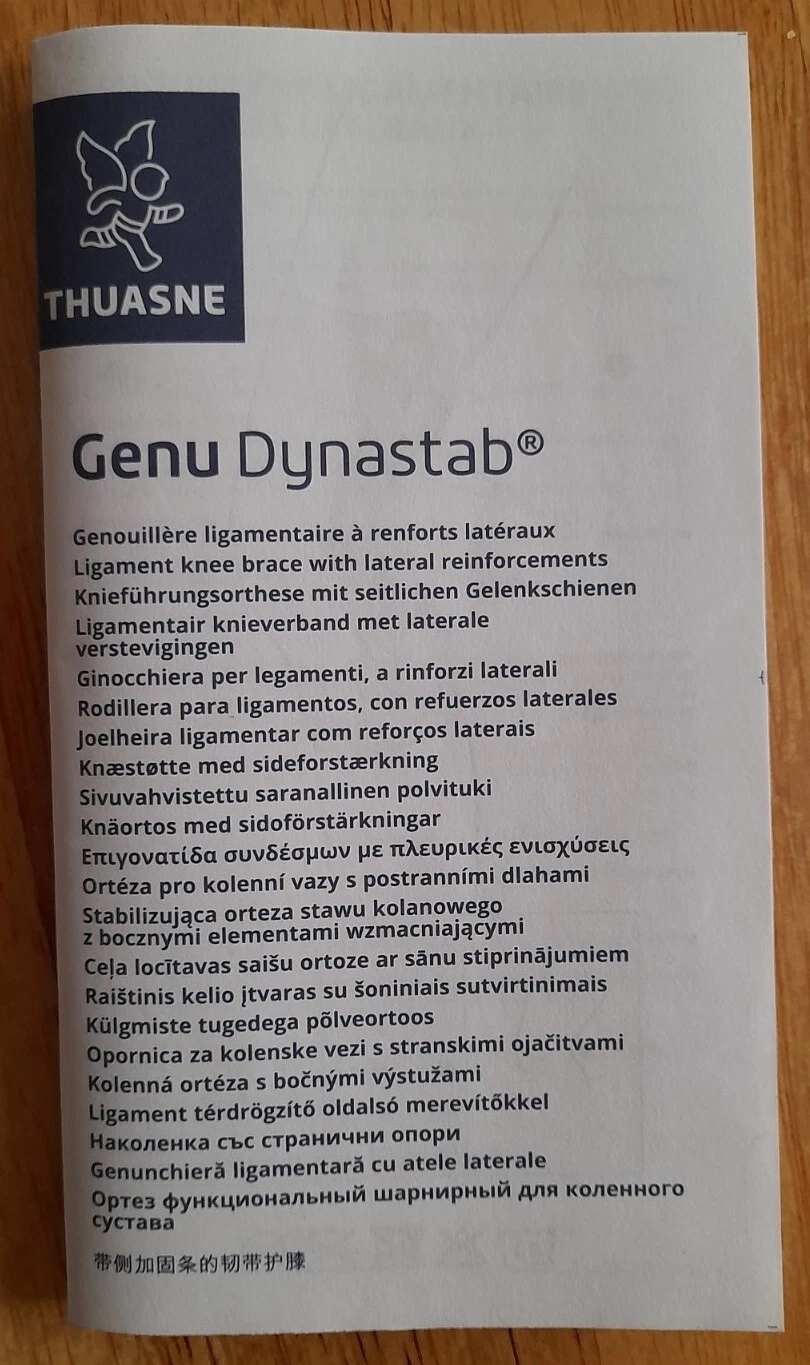 THUASNE
Genu Dynastab®
Genouillère ligamentaire à renforts latéraux
Ligament knee brace with lateral reinforcements
Knieführungsorthese mit seitlichen Gelenkschienen
Ligamentair knieverband met laterale
verstevigingen
Ginocchiera per legamenti, a rinforzi laterali
Rodillera para ligamentos, con refuerzos laterales
Joelheira ligamentar com reforços laterais
Knæstøtte med sideforstærkning
Sivuvahvistettu saranallinen polvituki
Knäortos med sidoförstärkningar
Επιγονατίδα συνδέσμων με πλευρικές ενισχύσεις
Ortéza pro kolenní vazy s postranními dlahami
Stabilizująca orteza stawu kolanowego
z bocznymi elementami wzmacniającymi
Ceļa locītavas saišu ortoze ar sānu stiprinājumiem
Raištinis kelio įtvaras su šoniniais sutvirtinimais
Külgmiste tugedega põlveortoos
Opornica za kolenske vezi s stranskimi ojačitvami
Kolenná ortéza s bočnými výstužami
Ligament térdrögzítő oldalsó merevítőkkel
Наколенка със странични опори
Genunchieră ligamentară cu atele laterale
Ортез функциональный шарнирный для коленного
сустава
带侧加固条的韧带护膝